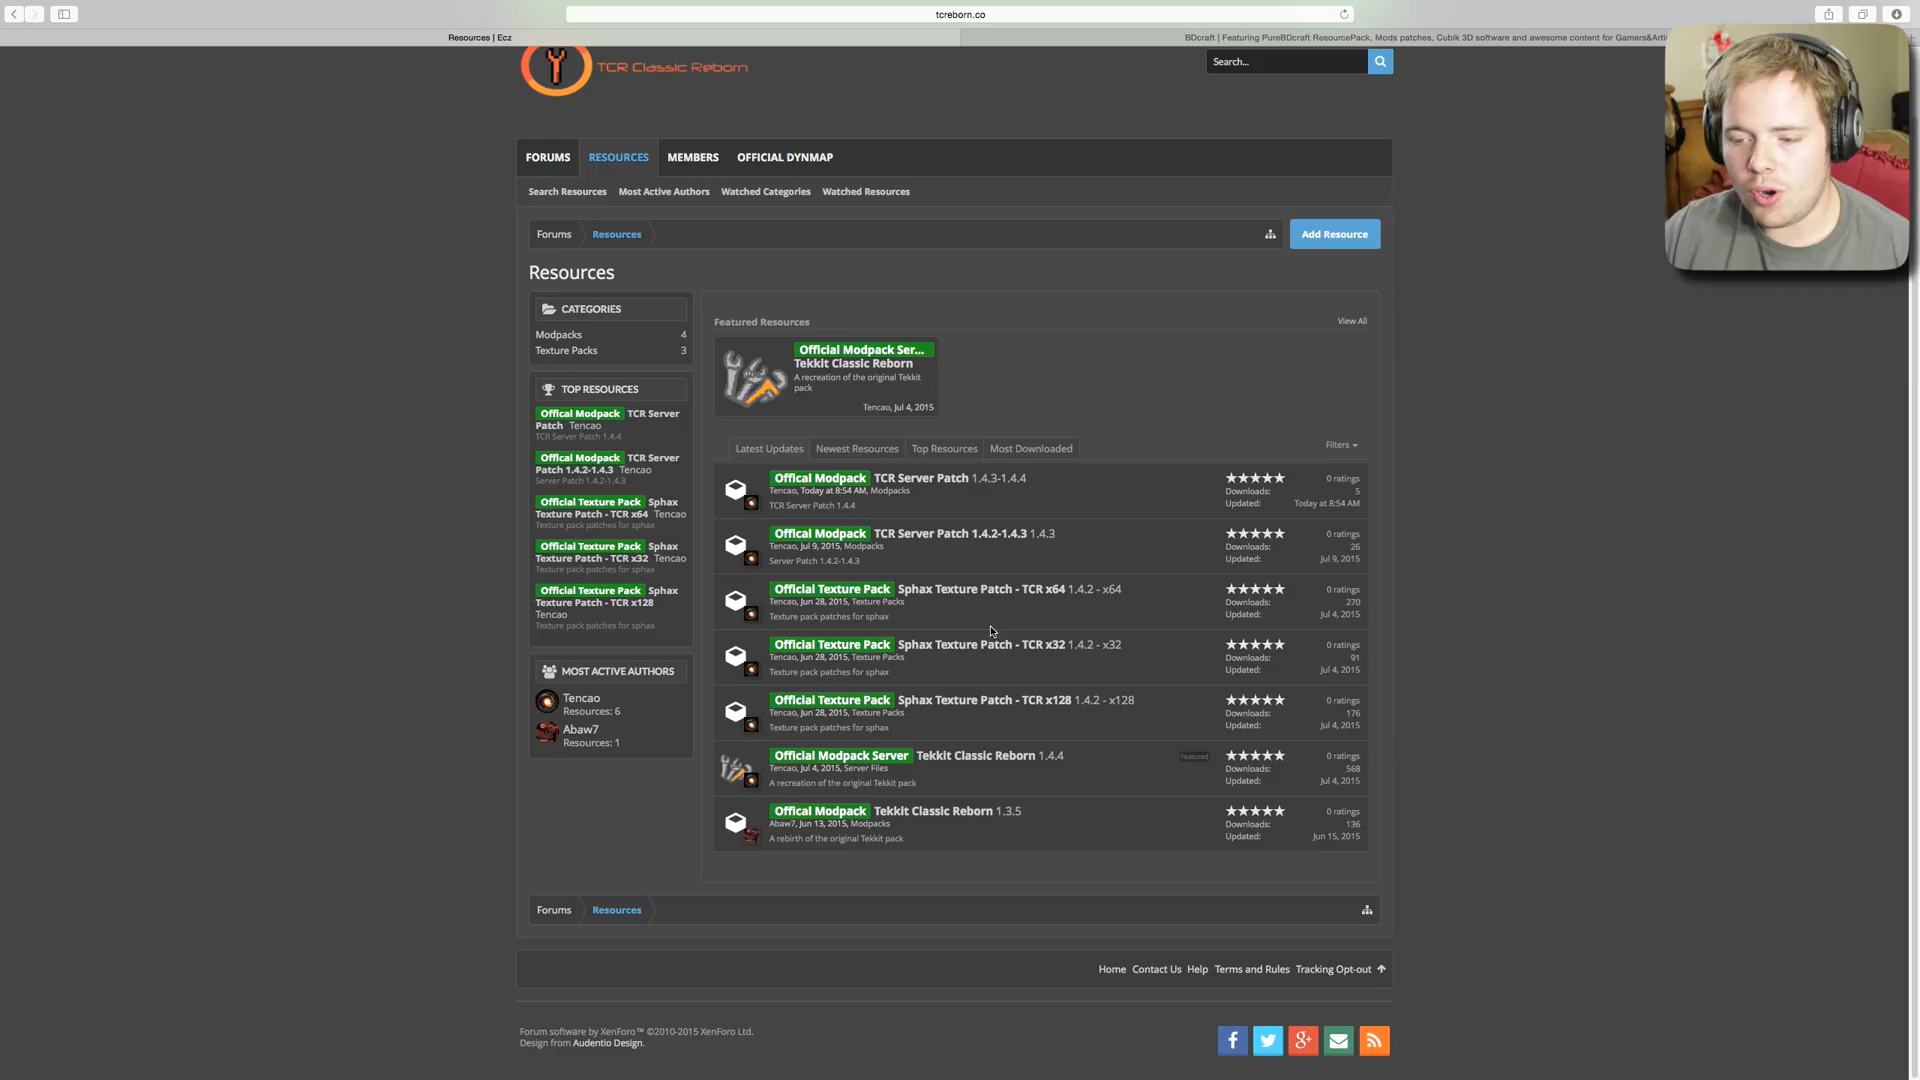 tcreborn.co
Resources | Ecz
BDcraft | Featuring PureBDcraft ResourcePack, Mods patches, Cubik 3D software and awesome content for Gamers&Arti
TCR Classic Reborn
Search...
FORUMS RESOURCES MEMBERS OFFICIAL DYNMAP
Search Resources Most Active Authors Watched Categories Watched Resources
Forums Resources
Add Resource
Resources
CATEGORIES
Modpacks 4
Texture Packs 3
TOP RESOURCES
Offical Modpack TCR Server
Patch Tencao
TCR Server Patch 1.4.4
Offical Modpack TCR Server
Patch 1.4.2-1.4.3 Tencao
Server Patch 1.4.2-1.4.3
Official Texture Pack Sphax
Texture Patch - TCR x64 Tencao
Texture pack patches for sphax
Official Texture Pack Sphax
Texture Patch - TCR x32 Tencao
Texture pack patches for sphax
Official Texture Pack Sphax
Texture Patch - TCR x128
Tencao
Texture pack patches for sphax
MOST ACTIVE AUTHORS
Tencao
Resources: 6
Abaw7
Resources: 1
Featured Resources
View All
Official Modpack Ser...
Tekkit Classic Reborn
A recreation of the original Tekkit
pack
Tencao, Jul 4, 2015
Latest Updates Newest Resources Top Resources Most Downloaded
Filters
Offical Modpack TCR Server Patch 1.4.3-1.4.4
Tencao, Today at 8:54 AM, Modpacks
TCR Server Patch 1.4.4
0 ratings
Downloads: 5
Updated: Today at 8:54 AM
Offical Modpack TCR Server Patch 1.4.2-1.4.3 1.4.3
Tencao, Jul 9, 2015, Modpacks
Server Patch 1.4.2-1.4.3
0 ratings
Downloads: 26
Updated: Jul 9, 2015
Official Texture Pack Sphax Texture Patch - TCR x64 1.4.2 - x64
Tencao, Jun 28, 2015, Texture Packs
Texture pack patches for sphax
0 ratings
Downloads: 270
Updated: Jul 4, 2015
Official Texture Pack Sphax Texture Patch - TCR x32 1.4.2 - x32
Tencao, Jun 28, 2015, Texture Packs
Texture pack patches for sphax
0 ratings
Downloads: 91
Updated: Jul 4, 2015
Official Texture Pack Sphax Texture Patch - TCR x128 1.4.2 - x128
Tencao, Jun 28, 2015, Texture Packs
Texture pack patches for sphax
0 ratings
Downloads: 176
Updated: Jul 4, 2015
Official Modpack Server Tekkit Classic Reborn 1.4.4
Tencao, Jul 4, 2015, Server Files
A recreation of the original Tekkit pack
Featured
0 ratings
Downloads: 568
Updated: Jul 4, 2015
Offical Modpack Tekkit Classic Reborn 1.3.5
Abaw7, Jun 13, 2015, Modpacks
A rebirth of the original Tekkit pack
0 ratings
Downloads: 136
Updated: Jun 15, 2015
Forums Resources
Home Contact Us Help Terms and Rules Tracking Opt-out
Forum software by XenForo™ ©2010-2015 XenForo Ltd.
Design from Audentio Design.